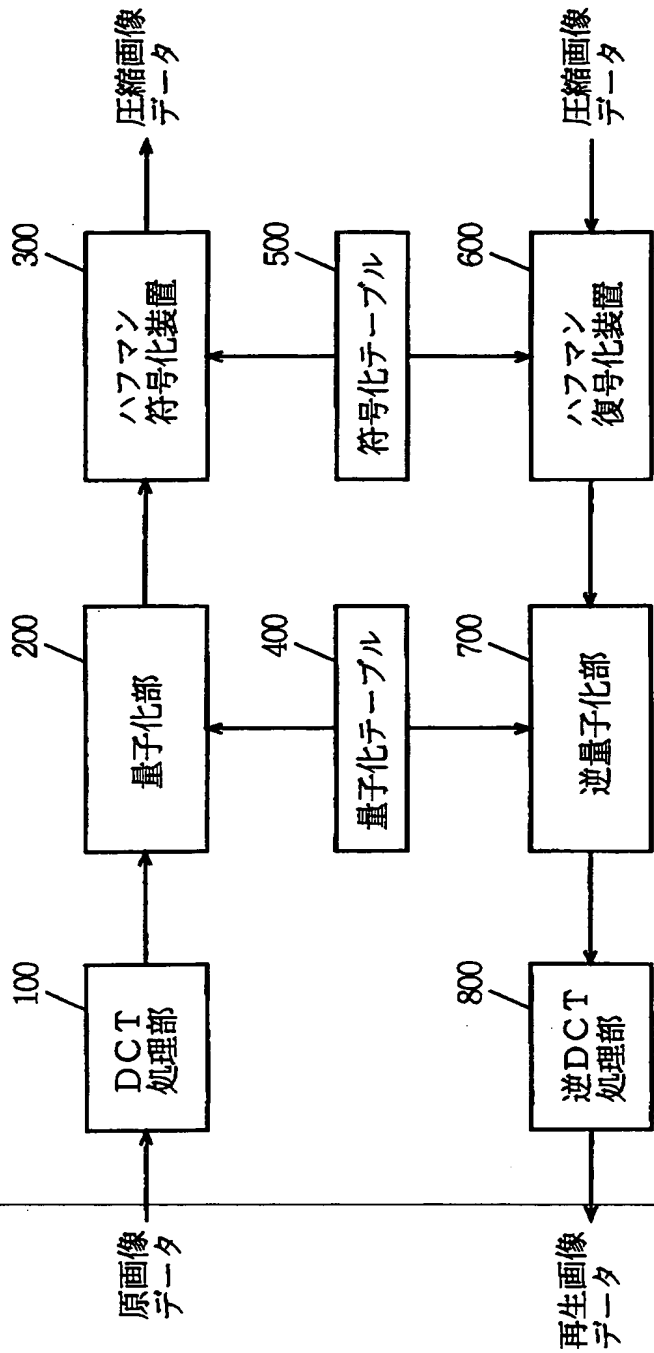 原画像
データ
100
DCT
処理部
200
量子化部
300
ハフマン
符号化装置
圧縮画像
データ
400
量子化テーブル
500
符号化テーブル
再生画像
データ
800
逆DCT
処理部
700
逆量子化部
600
ハフマン
復号化装置
圧縮画像
データ